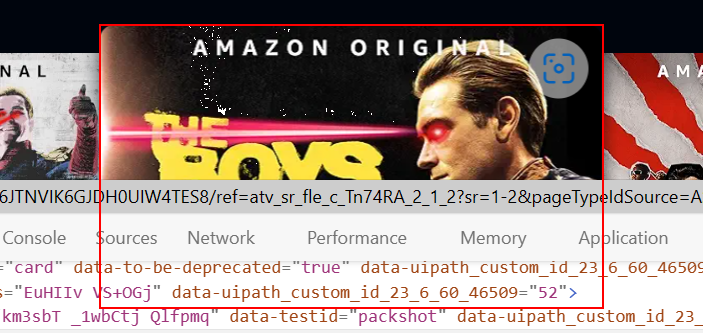 AMAZON ORIGINAL
NAL
AMA
THE
BOYS
6JTNVIK6GJDH0UIW4TES8/ref=atv_sr_fle_c_Tn74RA_2_1_2?sr=1-2&pageTypeIdSource=A
Console Sources Network Performance Memory Application
="card" data-to-be-deprecated="true" data-uipath_custom_id_23_6_60_46509
s="EuHIIv VS+OGj" data-uipath_custom_id_23_6_60_46509="52">
km3sbT _1wbCtj Qlfpmq" data-testid="packshot" data-uipath_custom_id_23_6